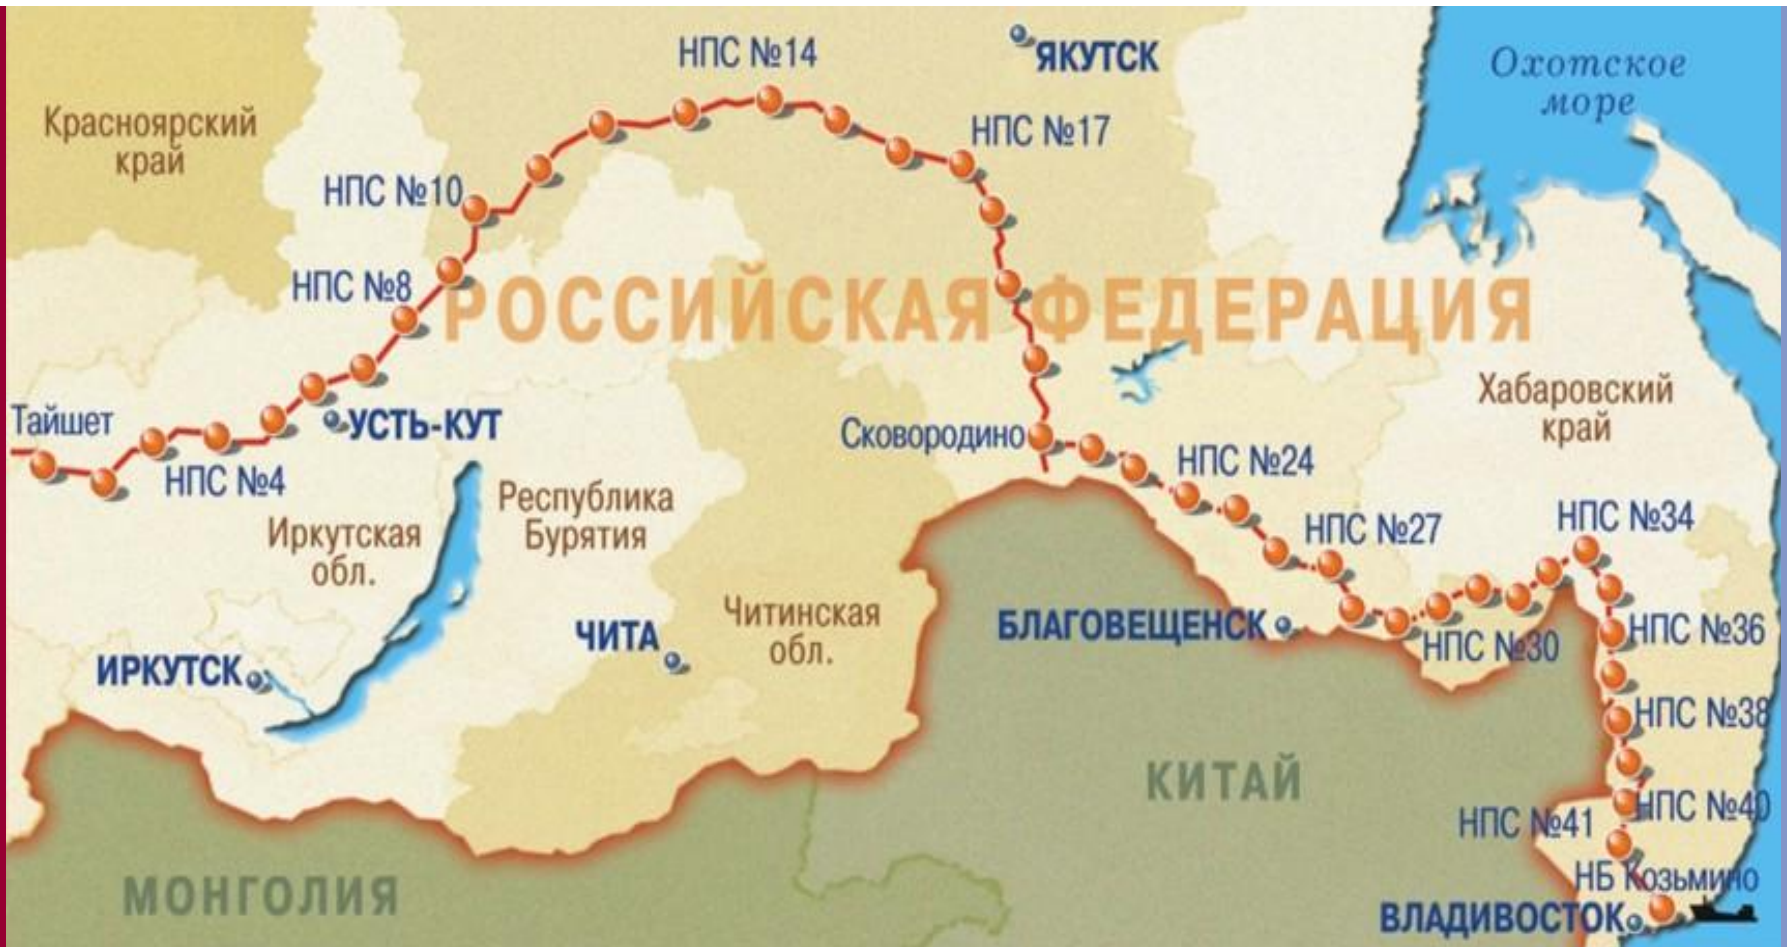 НПС №14
ЯКУТСК
Охотское
море
Красноярский
край
НПС №17
НПС №10
НПС №8
РОССИЙСКАЯ ФЕДЕРАЦИЯ
Хабаровский
край
Тайшет
УСТЬ-КУТ
Сковородино
НПС №4
НПС №24
Республика
Бурятия
Иркутская
обл.
НПС №27
НПС №34
Читинская
обл.
ЧИТА
БЛАГОВЕЩЕНСК
НПС №30
НПС №36
ИРКУТСК
НПС №38
КИТАЙ
НПС №40
НПС №41
НБ Козьмино
МОНГОЛИЯ
ВЛАДИВОСТОК